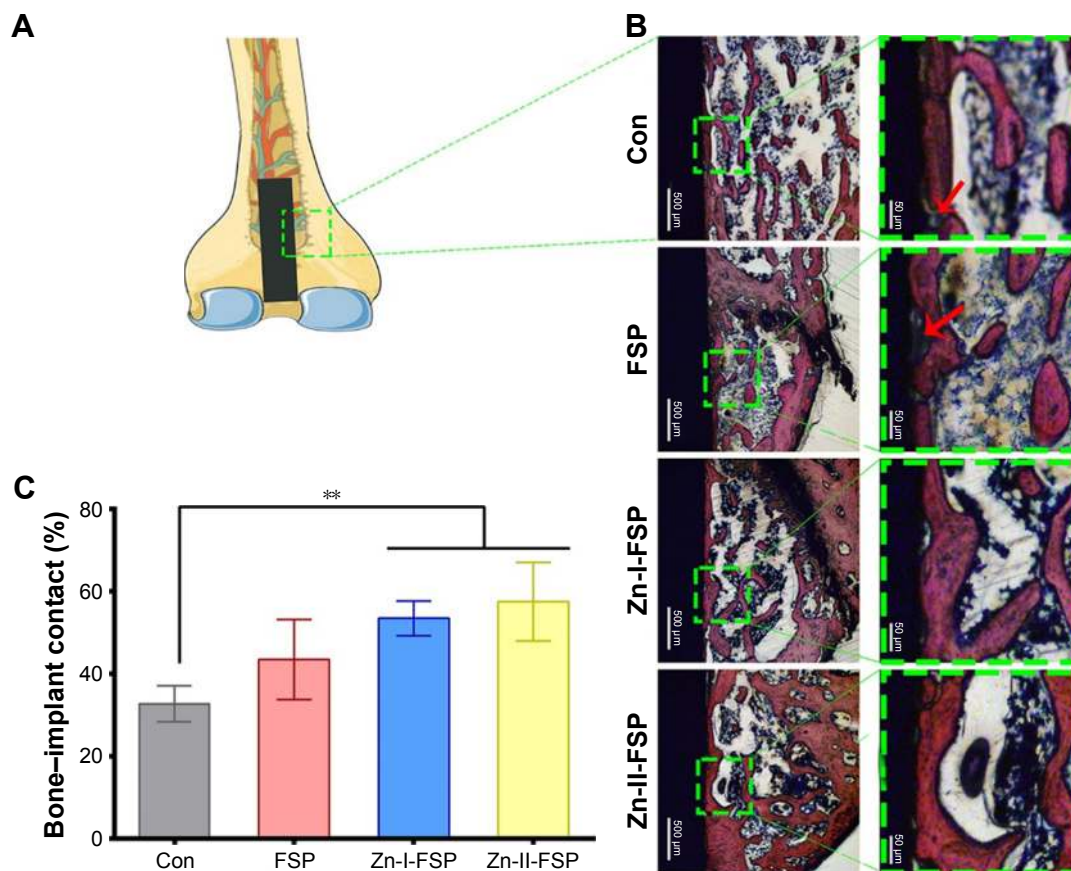 A
B
Con
500 µm
50 µm
FSP
500 µm
50 µm
Zn-I-FSP
500 µm
50 µm
Zn-II-FSP
500 µm
50 µm
C
Bone–implant contact (%)
80
60
40
20
0
**
Con FSP Zn-I-FSP Zn-II-FSP